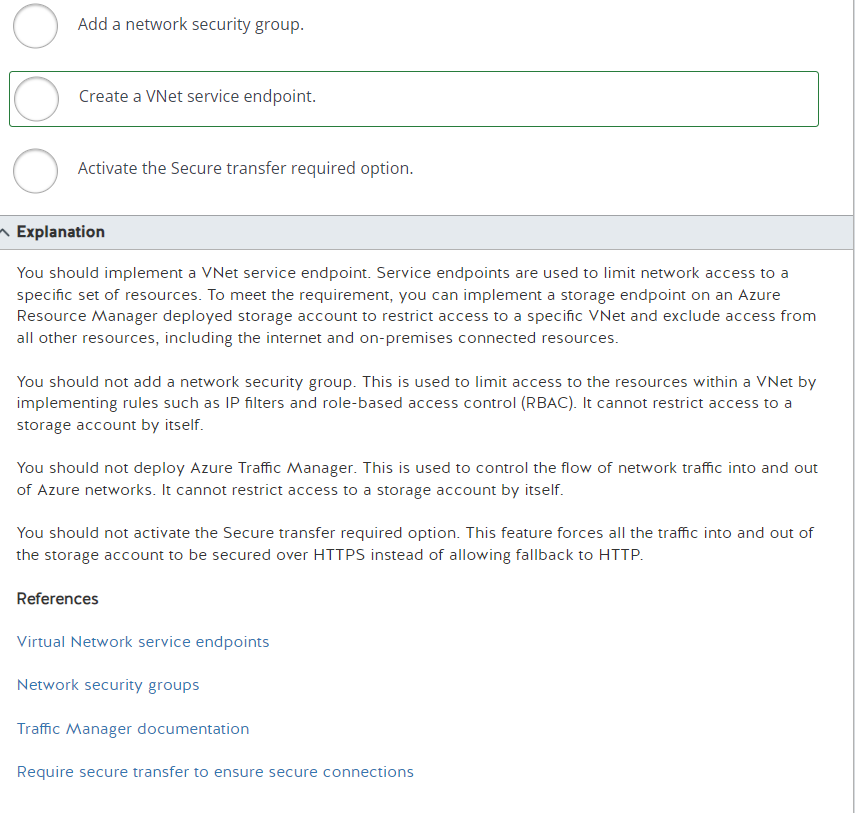 Add a network security group.
Create a VNet service endpoint.
Activate the Secure transfer required option.
Explanation
You should implement a VNet service endpoint. Service endpoints are used to limit network access to a
specific set of resources. To meet the requirement, you can implement a storage endpoint on an Azure
Resource Manager deployed storage account to restrict access to a specific VNet and exclude access from
all other resources, including the internet and on-premises connected resources.
You should not add a network security group. This is used to limit access to the resources within a VNet by
implementing rules such as IP filters and role-based access control (RBAC). It cannot restrict access to a
storage account by itself.
You should not deploy Azure Traffic Manager. This is used to control the flow of network traffic into and out
of Azure networks. It cannot restrict access to a storage account by itself.
You should not activate the Secure transfer required option. This feature forces all the traffic into and out of
the storage account to be secured over HTTPS instead of allowing fallback to HTTP.
References
Virtual Network service endpoints
Network security groups
Traffic Manager documentation
Require secure transfer to ensure secure connections